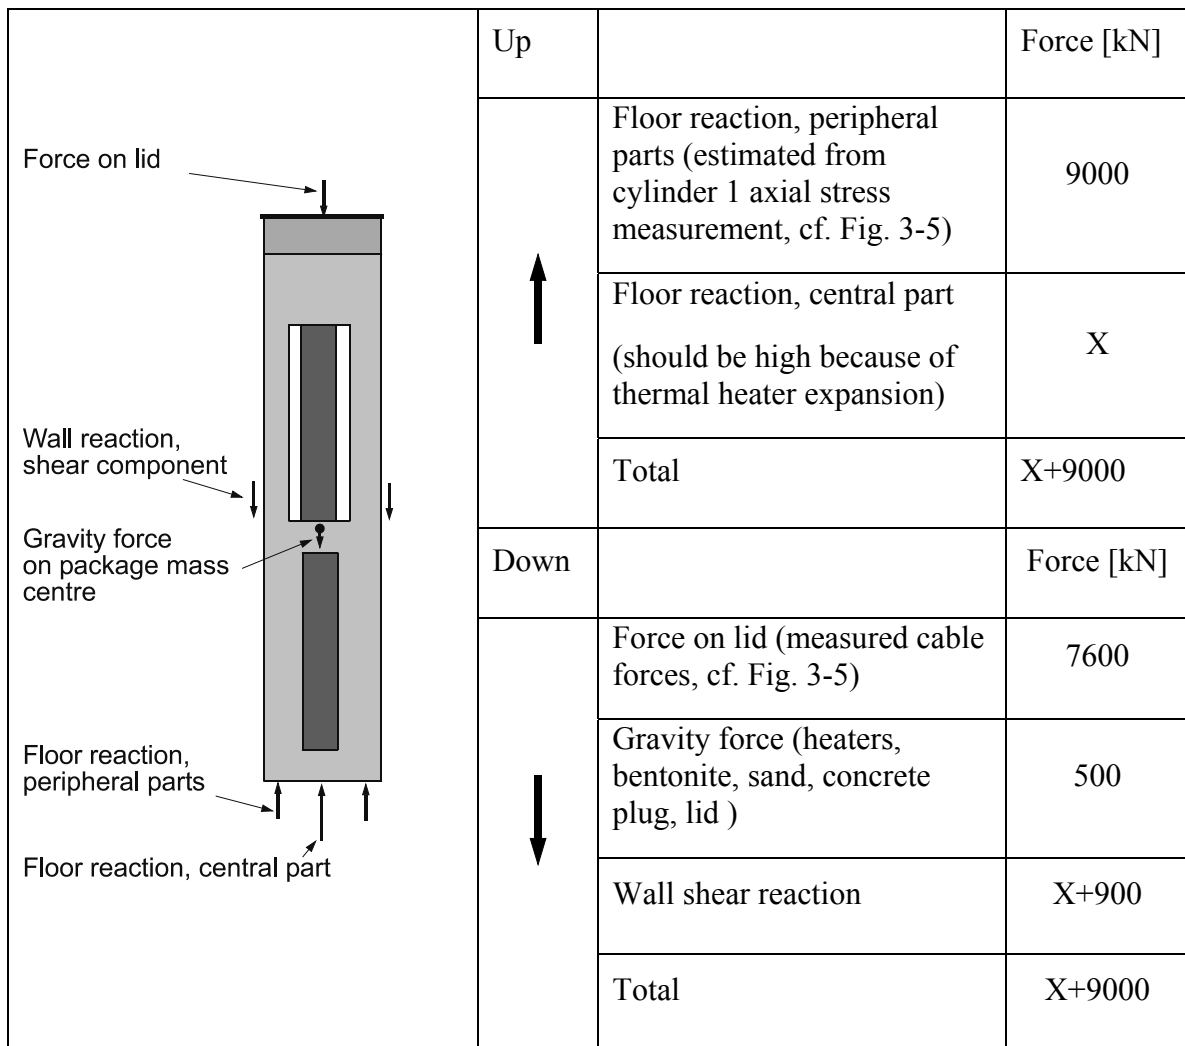 Force on lid
Wall reaction,
shear component
Gravity force
on package mass
centre
Floor reaction,
peripheral parts
Floor reaction, central part
Up
Force [kN]
Floor reaction, peripheral
parts (estimated from
cylinder 1 axial stress
measurement, cf. Fig. 3-5)
9000
Floor reaction, central part
(should be high because of
thermal heater expansion)
X
Total
X+9000
Down
Force [kN]
Force on lid (measured cable
forces, cf. Fig. 3-5)
7600
Gravity force (heaters,
bentonite, sand, concrete
plug, lid )
500
Wall shear reaction
X+900
Total
X+9000